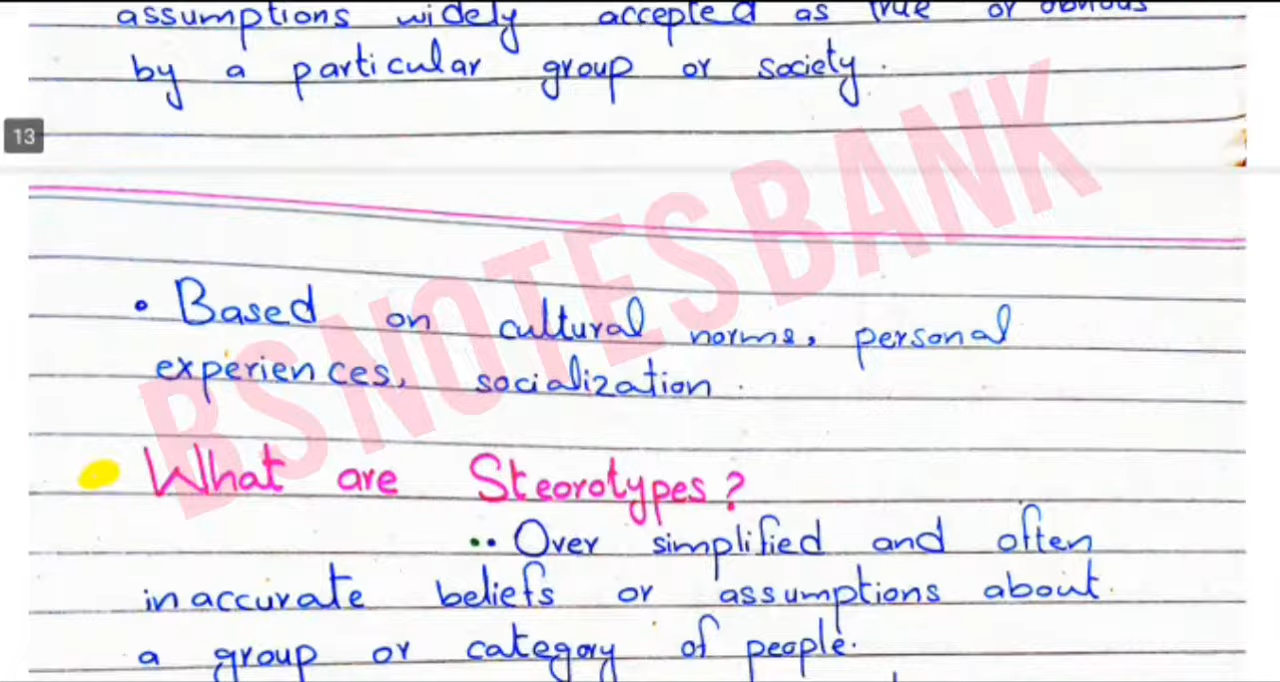 assumptions widely accepted as true or obvious
by a particular group or society.
13
• Based on cultural norms, personal
experiences, socialization.
What are Steorotypes?
•• Over simplified and often
inaccurate beliefs or assumptions about.
a group or category of people.
BSNOTESBANK